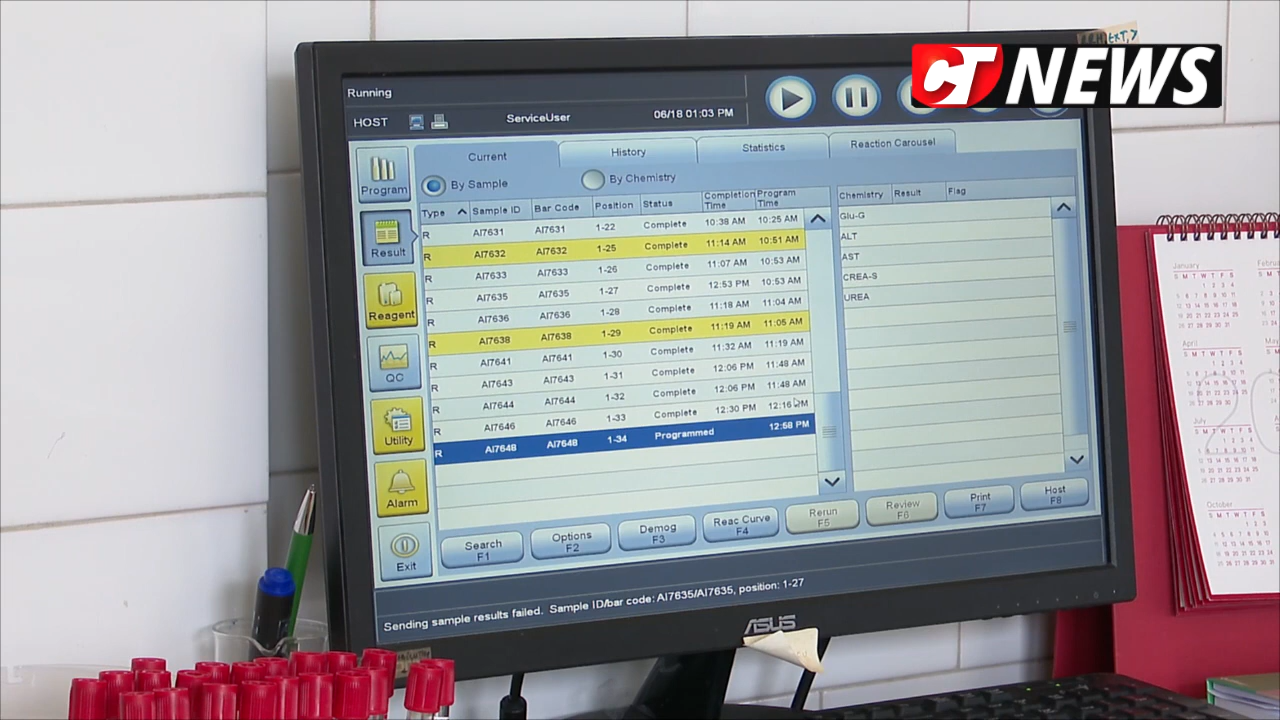 CT NEWS
Running
HOST ServiceUser 06/18 01:03 PM
Program
Result
Reagent
QC
Utility
Alarm
Exit
Current History Statistics Reaction Carousel
By Sample By Chemistry
Type Sample ID Bar Code Position Status Completion Time Program Time
R AI7631 AI7631 1-22 Complete 10:38 AM 10:25 AM
R AI7632 AI7632 1-25 Complete 11:14 AM 10:51 AM
R AI7633 AI7633 1-26 Complete 11:07 AM 10:53 AM
R AI7635 AI7635 1-27 Complete 12:53 PM 10:53 AM
R AI7636 AI7636 1-28 Complete 11:18 AM 11:04 AM
R AI7638 AI7638 1-29 Complete 11:19 AM 11:05 AM
R AI7641 AI7641 1-30 Complete 11:32 AM 11:19 AM
R AI7643 AI7643 1-31 Complete 12:06 PM 11:48 AM
R AI7644 AI7644 1-32 Complete 12:06 PM 11:48 AM
R AI7646 AI7646 1-33 Complete 12:30 PM 12:16 PM
R AI7648 AI7648 1-34 Programmed 12:58 PM
Chemistry Result Flag
Glu-G
ALT
AST
CREA-S
UREA
Search F1
Options F2
Demog F3
Reac Curve F4
Rerun F5
Review F6
Print F7
Host F8
Sending sample results failed. Sample ID/bar code: AI7635/AI7635, position: 1-27
ASUS
January
S M T W T F S
April
July
October